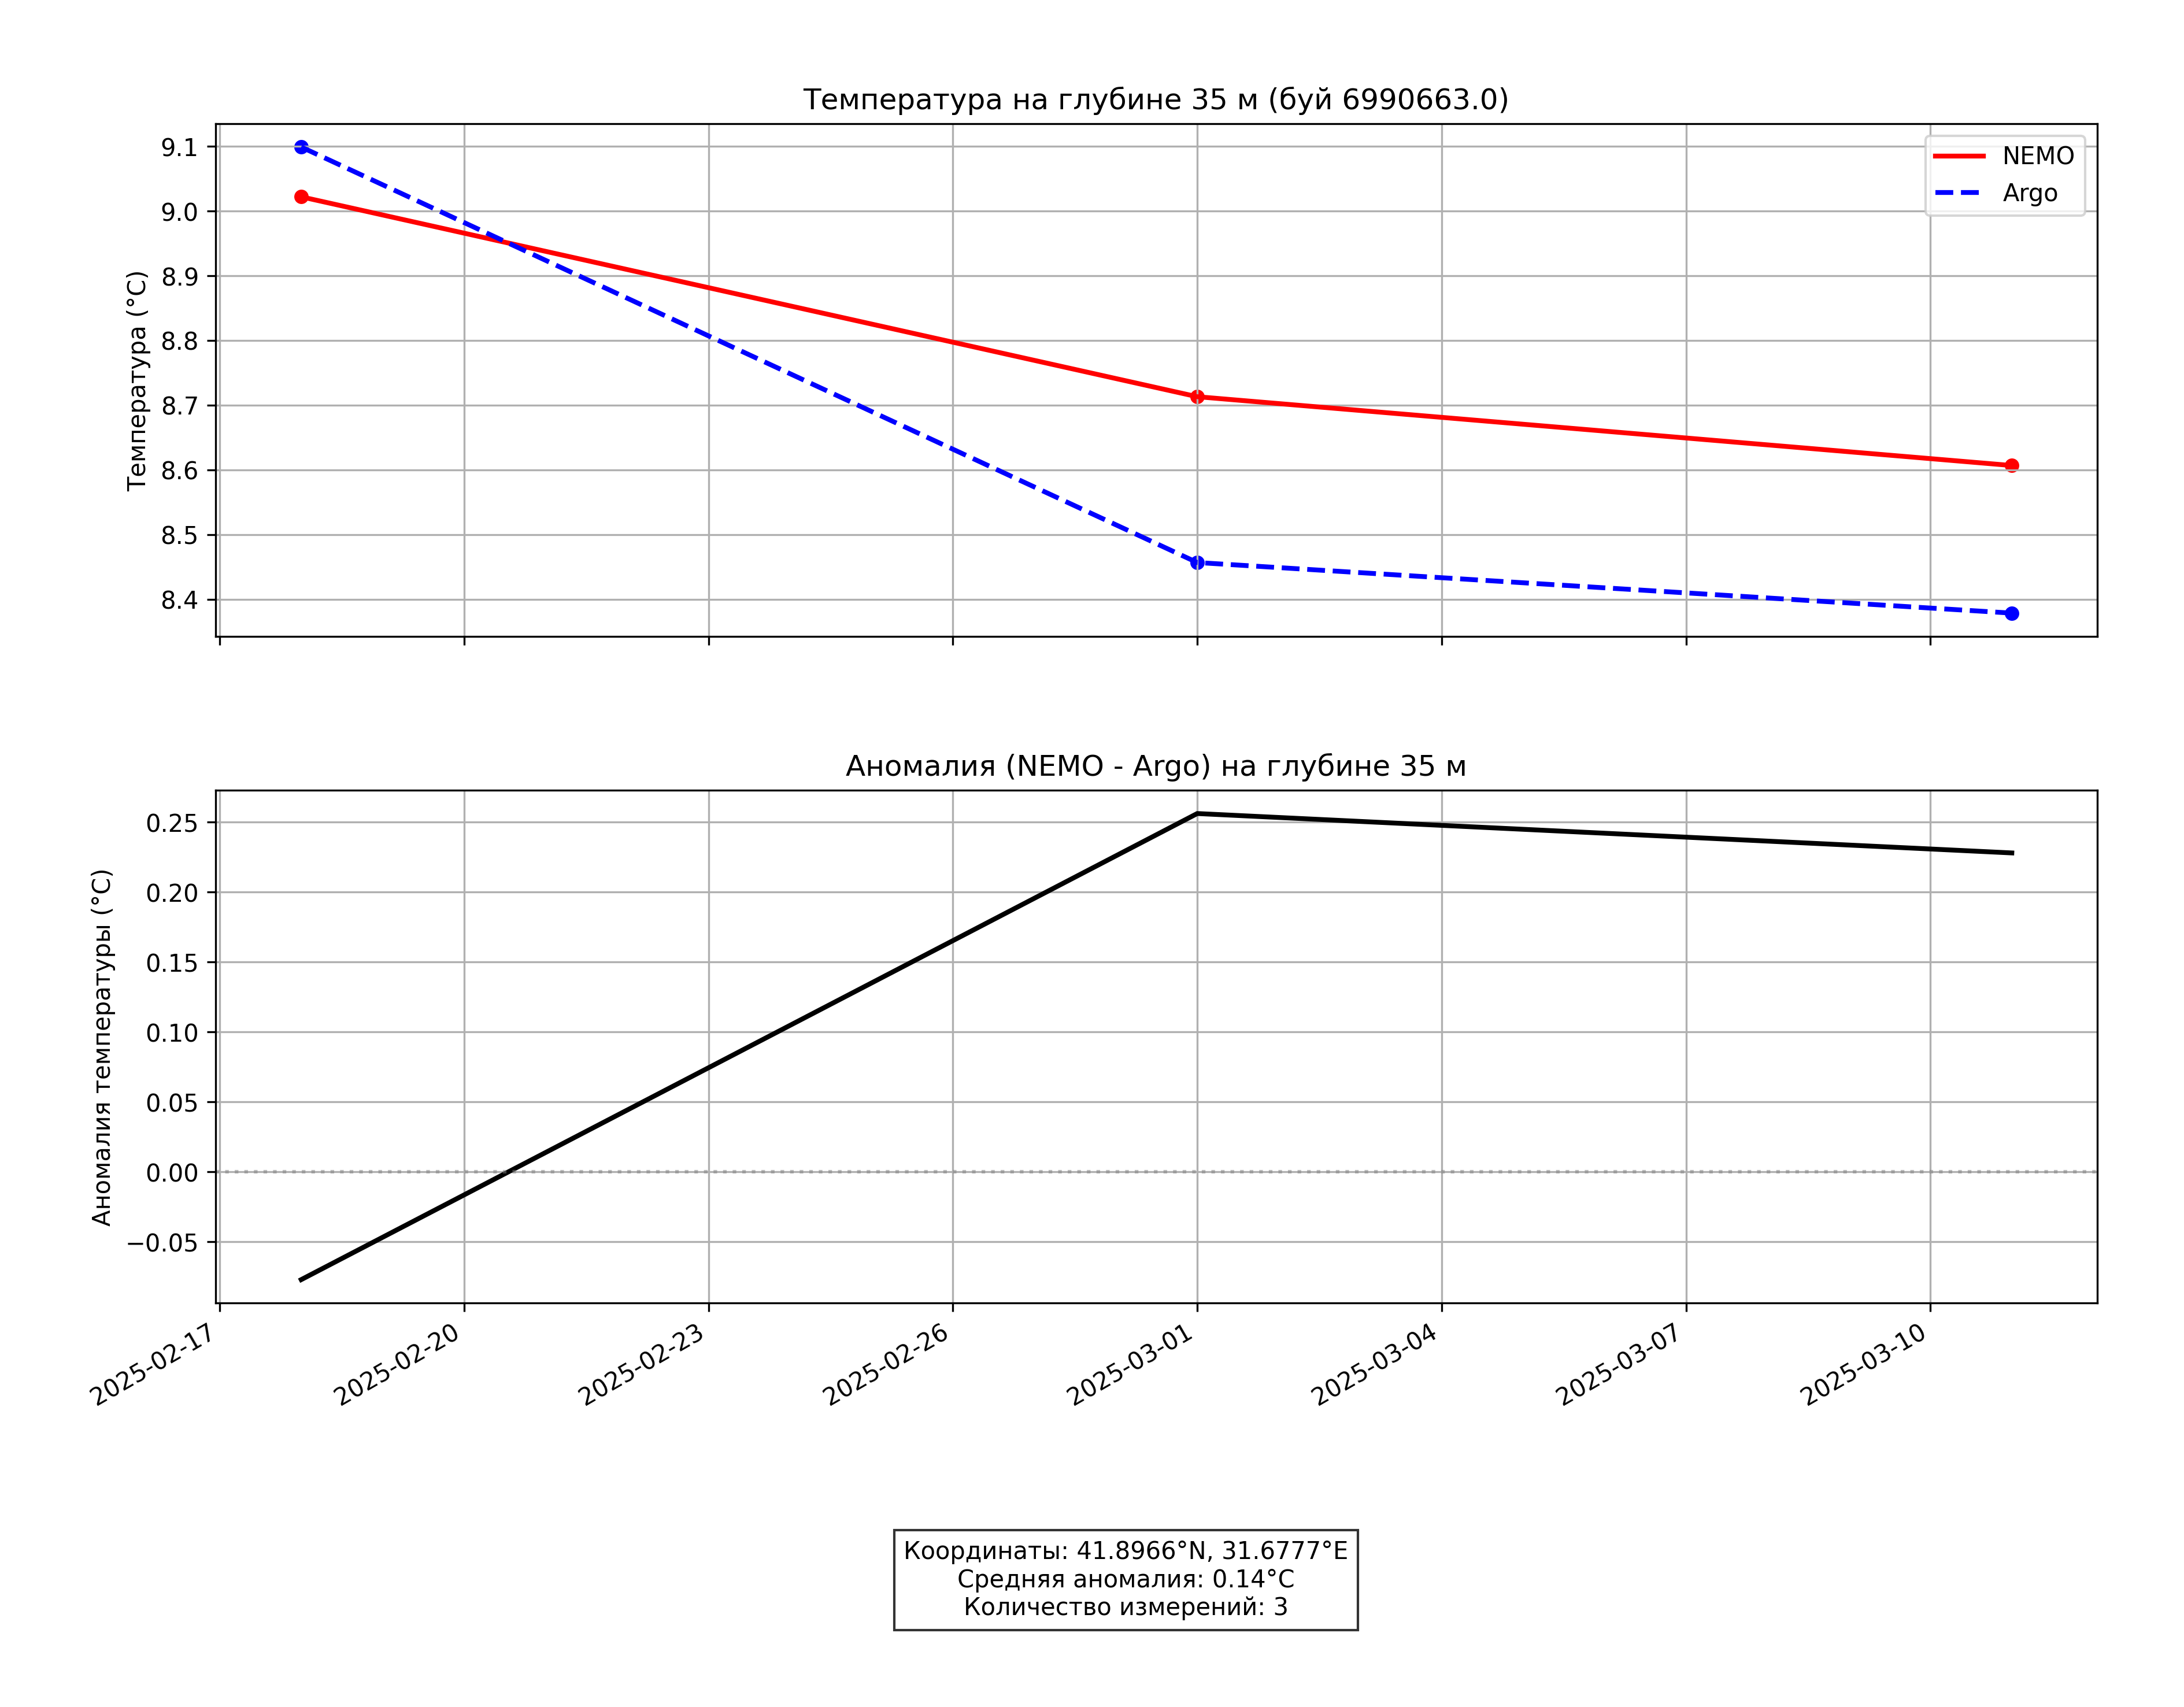 Температура на глубине 35 м (буй 6990663.0)
Температура (°C)
9.1
9.0
8.9
8.8
8.7
8.6
8.5
8.4
NEMO
Argo
Аномалия (NEMO - Argo) на глубине 35 м
Аномалия температуры (°C)
0.25
0.20
0.15
0.10
0.05
0.00
−0.05
2025-02-17
2025-02-20
2025-02-23
2025-02-26
2025-03-01
2025-03-04
2025-03-07
2025-03-10
Координаты: 41.8966°N, 31.6777°E
Средняя аномалия: 0.14°C
Количество измерений: 3